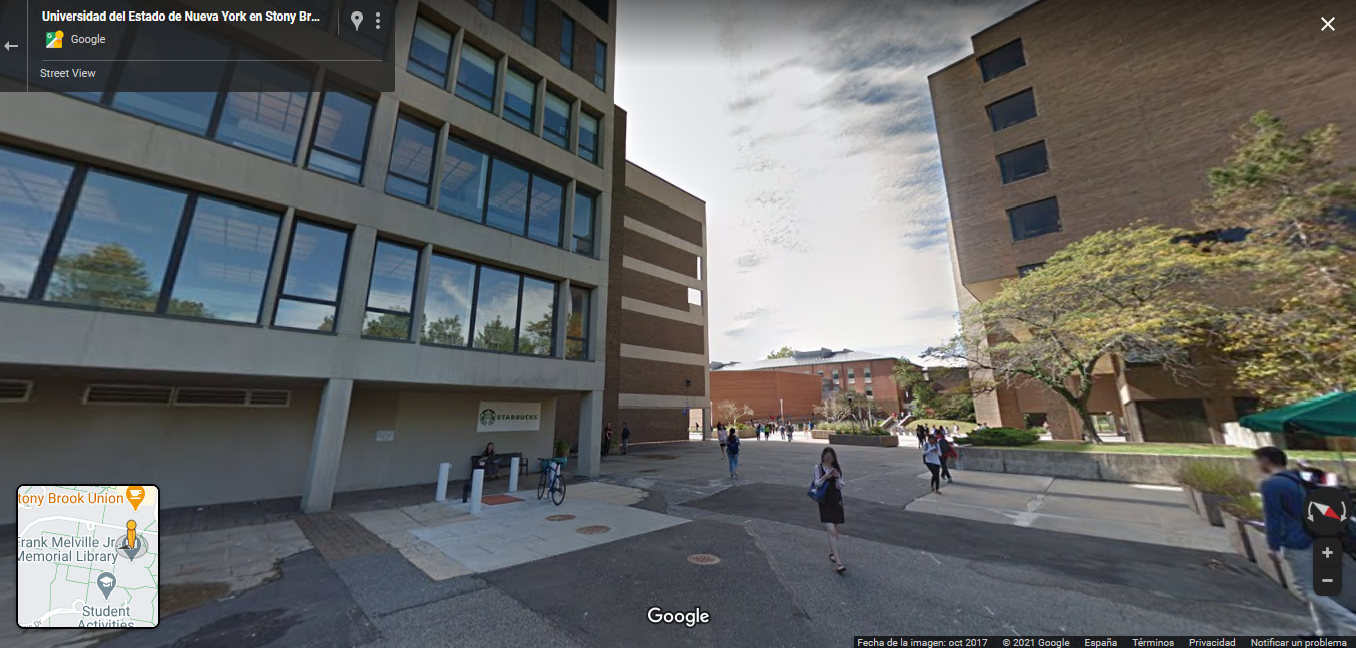 Universidad del Estado de Nueva York en Stony Br...
Google
Street View
STARBUCKS
tony Brook Union
Frank Melville Jr
Memorial Library
Student
Activities
Google
Fecha de la imagen: oct 2017 © 2021 Google España Términos Privacidad Notificar un problema